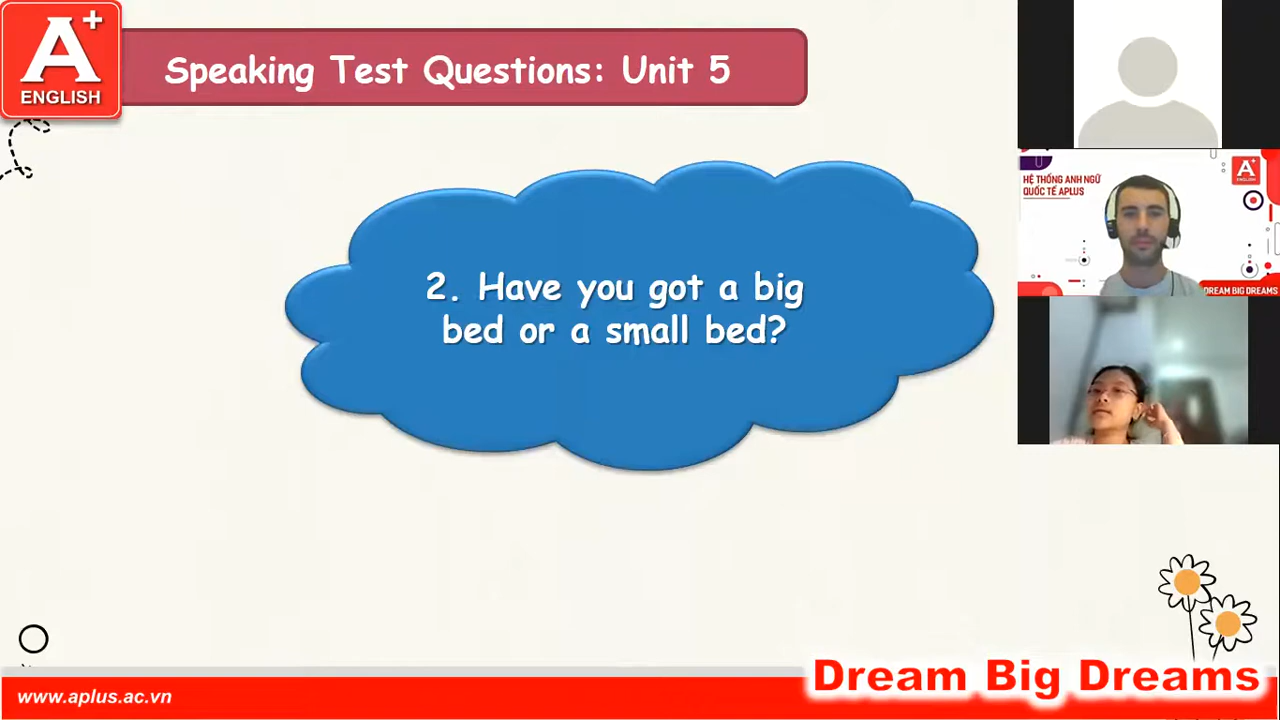 A+
ENGLISH
Speaking Test Questions: Unit 5
2. Have you got a big
bed or a small bed?
HỆ THỐNG ANH NGỮ
QUỐC TẾ APLUS
DREAM BIG DREAMS
www.aplus.ac.vn
Dream Big Dreams